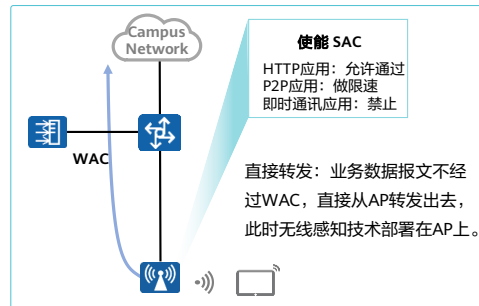 Campus
Network
使能 SAC
HTTP应用：允许通过
P2P应用：做限速
即时通讯应用：禁止
WAC
直接转发：业务数据报文不经
过WAC，直接从AP转发出去，
此时无线感知技术部署在AP上。